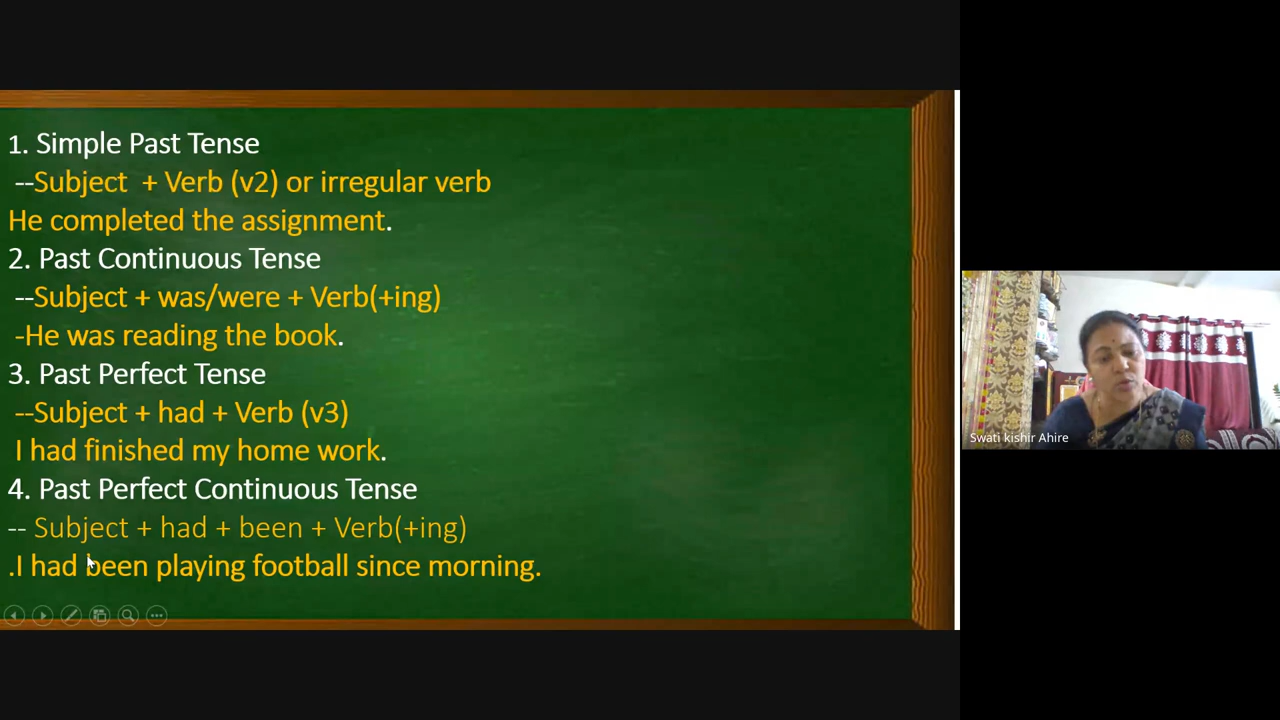 1. Simple Past Tense
--Subject + Verb (v2) or irregular verb
He completed the assignment.
2. Past Continuous Tense
--Subject + was/were + Verb(+ing)
-He was reading the book.
3. Past Perfect Tense
--Subject + had + Verb (v3)
I had finished my home work.
4. Past Perfect Continuous Tense
-- Subject + had + been + Verb(+ing)
.I had been playing football since morning.
Swati kishir Ahire